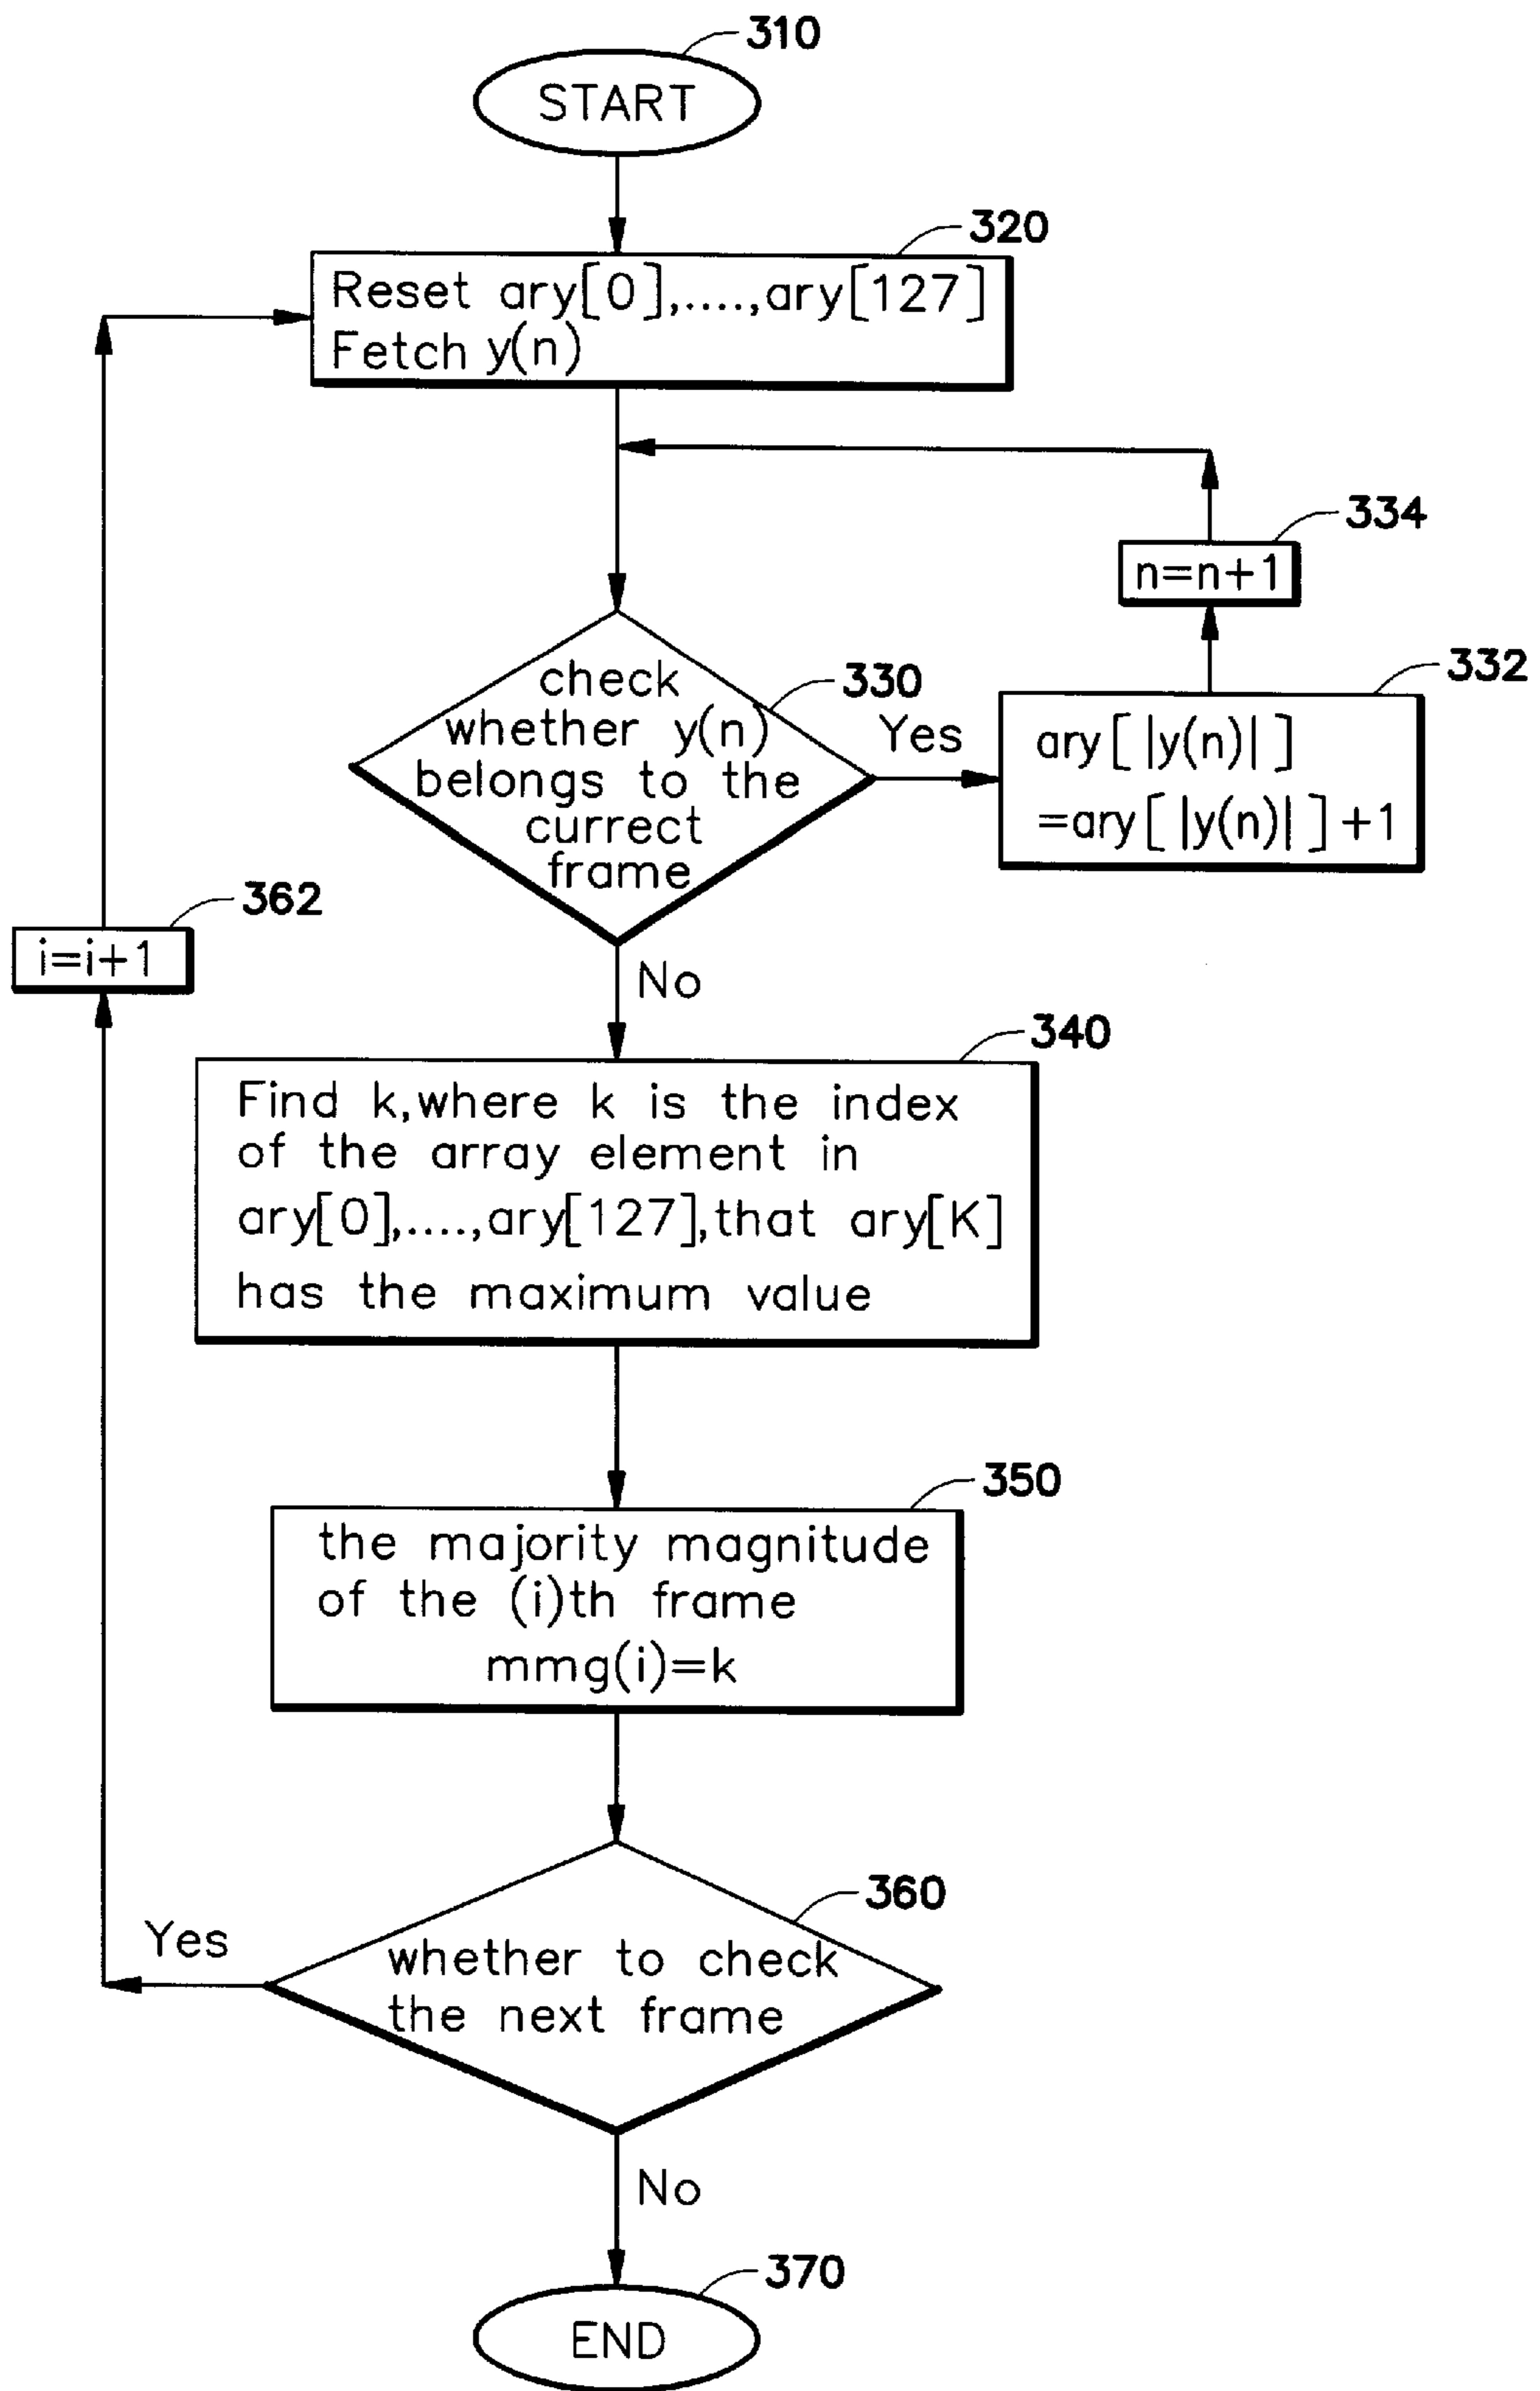 310
START
320
Reset ary[0],....,ary[127]
Fetch y(n)
334
n=n+1
332
ary[|y(n)|]
=ary[|y(n)|]+1
330
check
whether y(n)
belongs to the
currect
frame
Yes
No
362
i=i+1
340
Find k,where k is the index
of the array element in
ary[0],....,ary[127],that ary[K]
has the maximum value
350
the majority magnitude
of the (i)th frame
mmg(i)=k
360
whether to check
the next frame
Yes
No
370
END